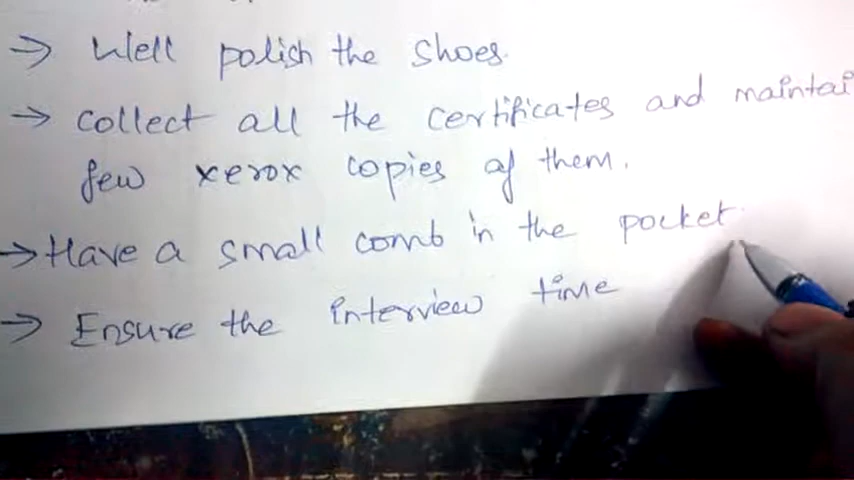 → Well polish the shoes.
→ Collect all the certificates and maintai
few xerox copies of them.
→ Have a small comb in the pocket.
→ Ensure the interview time